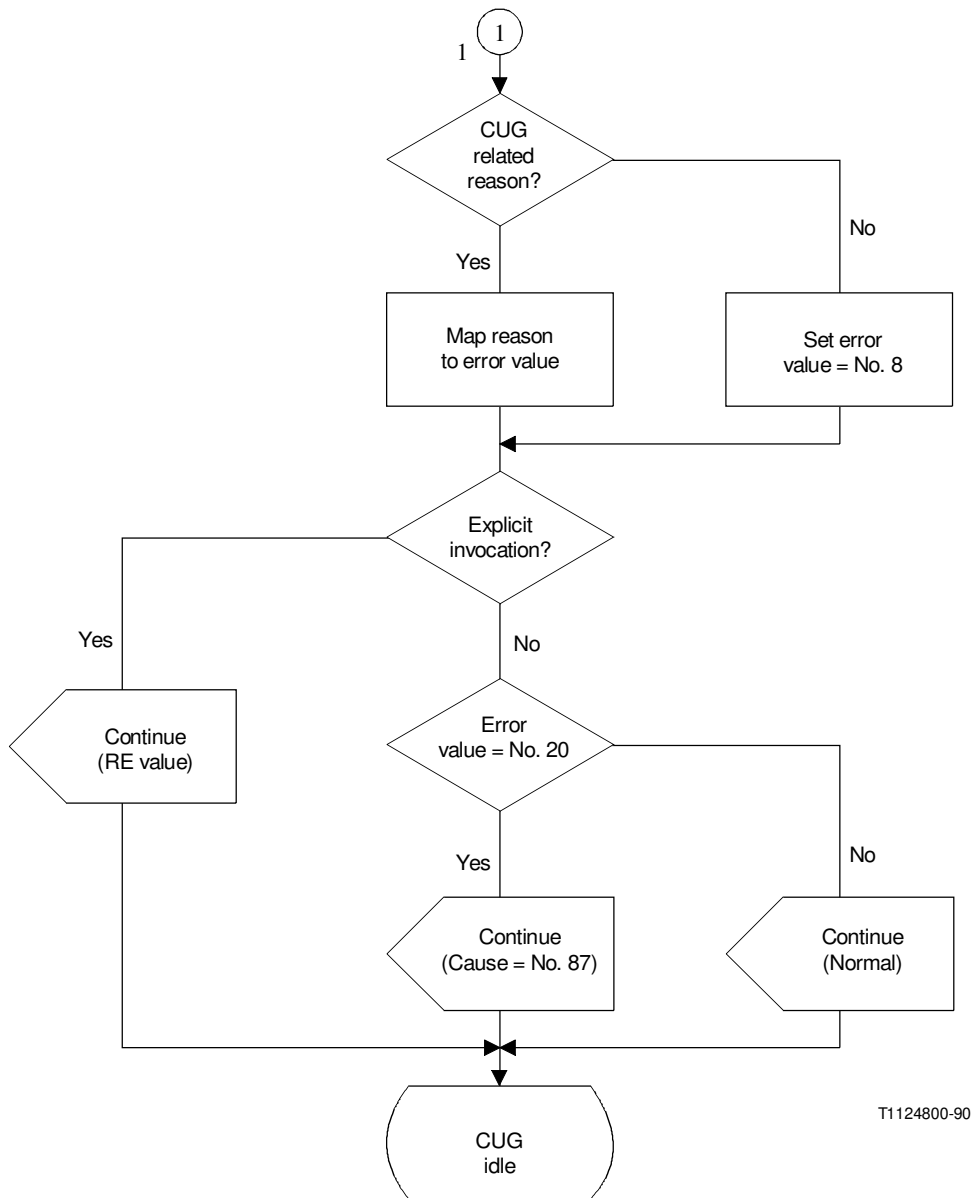 1
1
CUG
related
reason?
No
Yes
Map reason
to error value
Set error
value = No. 8
Explicit
invocation?
Yes
No
Continue
(RE value)
Error
value = No. 20
Yes
No
Continue
(Cause = No. 87)
Continue
(Normal)
T1124800-90
CUG
idle